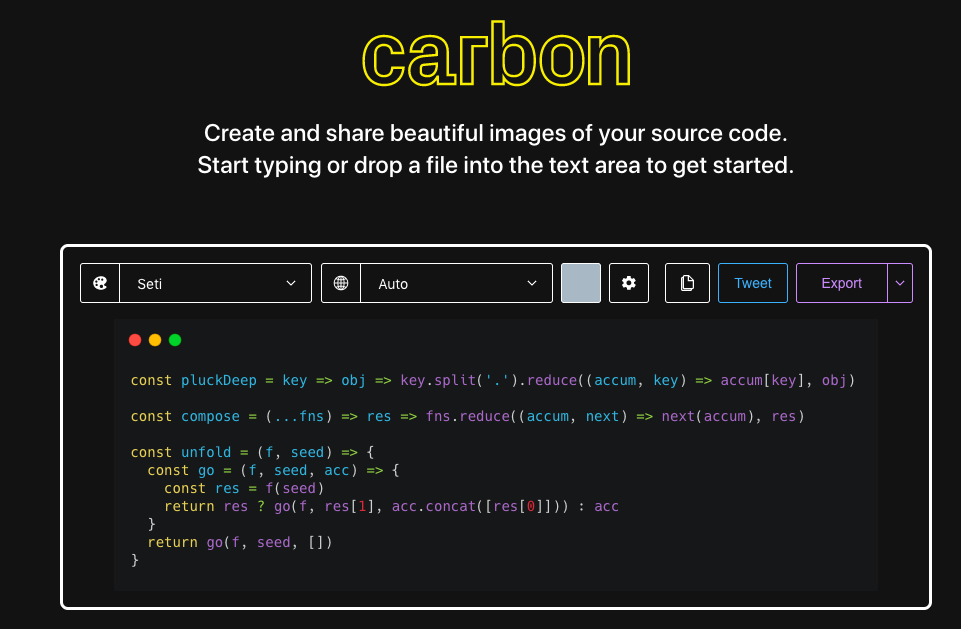 carbon
Create and share beautiful images of your source code.
Start typing or drop a file into the text area to get started.
Seti Auto Tweet Export
const pluckDeep = key => obj => key.split('.').reduce((accum, key) => accum[key], obj)
const compose = (...fns) => res => fns.reduce((accum, next) => next(accum), res)
const unfold = (f, seed) => {
  const go = (f, seed, acc) => {
    const res = f(seed)
    return res ? go(f, res[1], acc.concat([res[0]])) : acc
  }
  return go(f, seed, [])
}